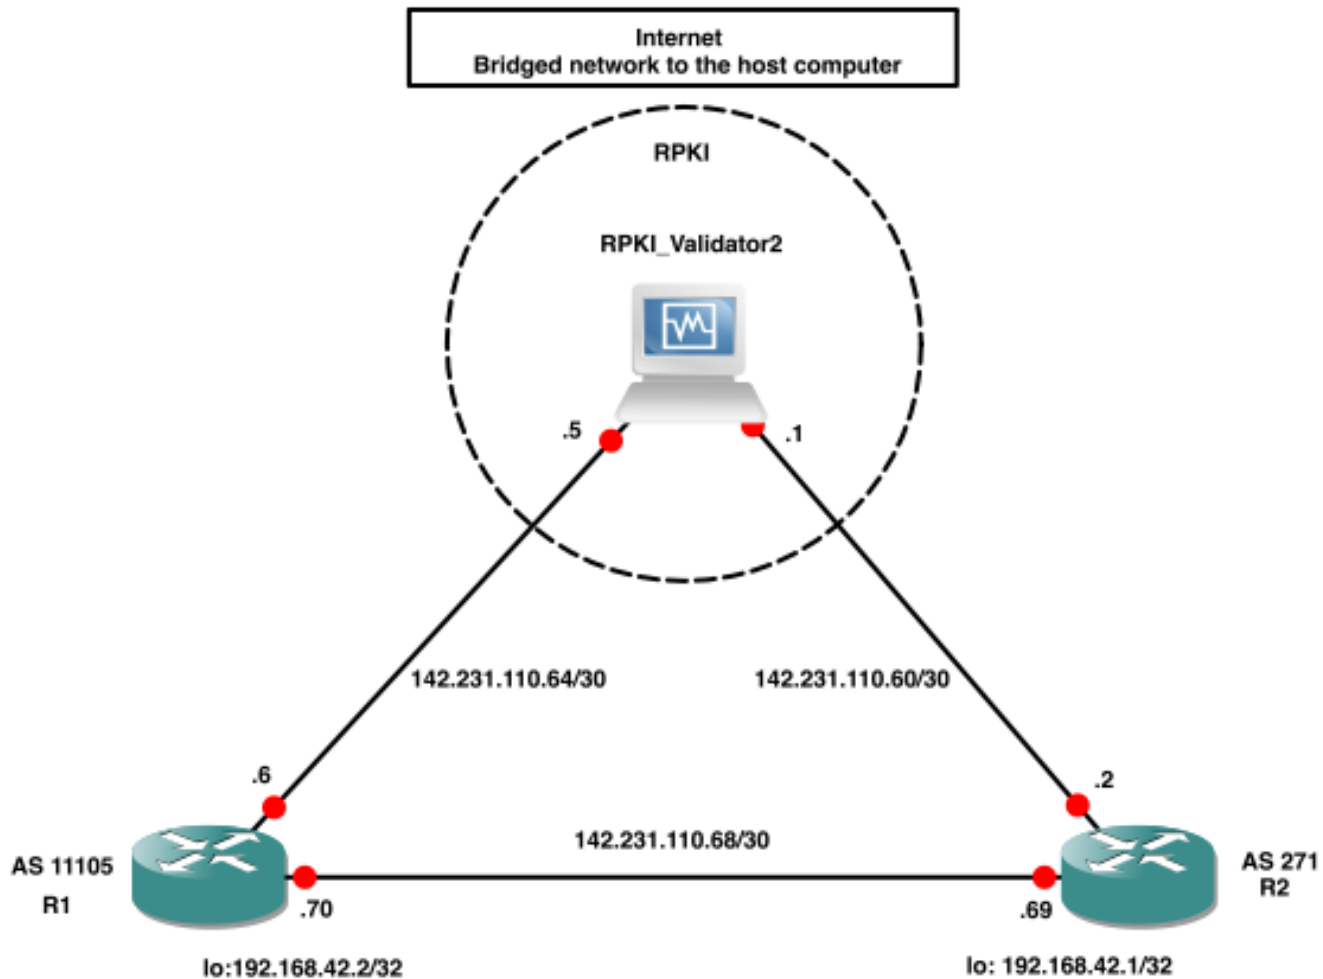 Internet
Bridged network to the host computer
RPKI
RPKI_Validator2
.5
.1
142.231.110.64/30
142.231.110.60/30
.6
.2
142.231.110.68/30
AS 11105
R1
AS 271
R2
.70
.69
lo:192.168.42.2/32
lo: 192.168.42.1/32